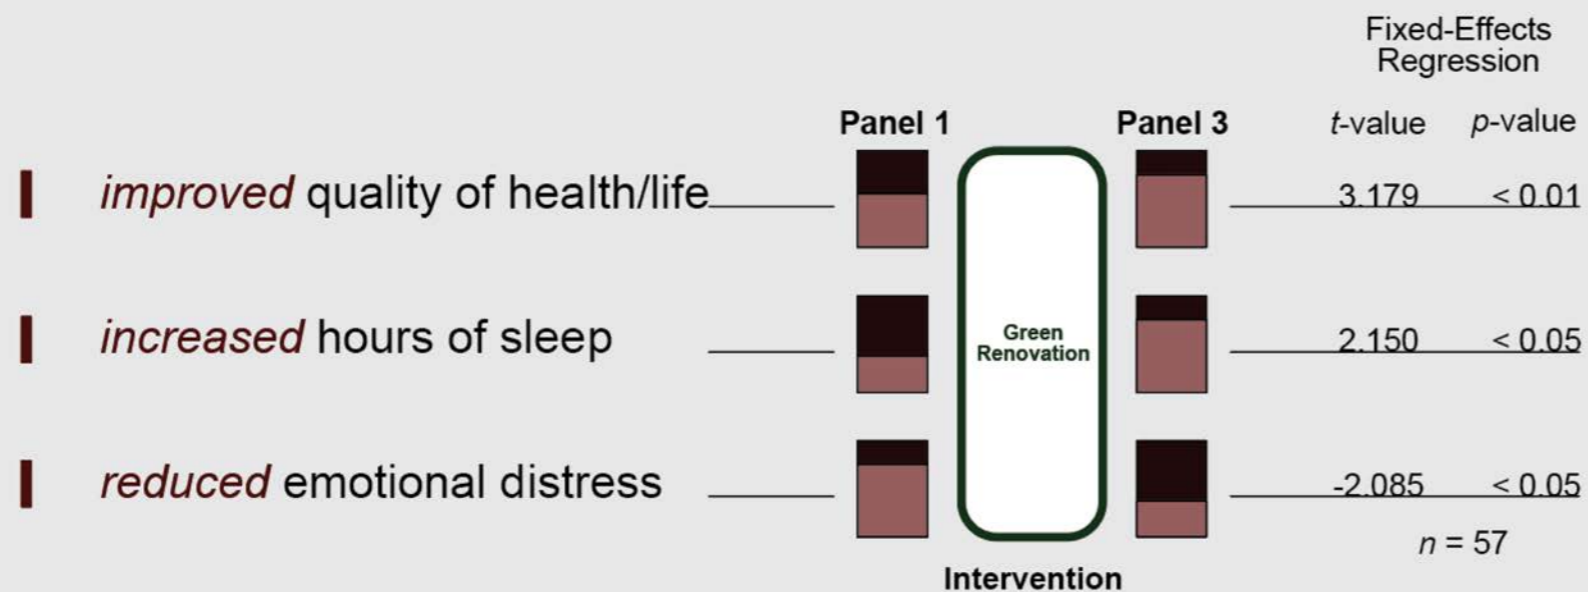 Fixed-Effects
Regression
Panel 1 Panel 3 t-value p-value
improved quality of health/life 3.179 < 0.01
increased hours of sleep 2.150 < 0.05
Green
Renovation
reduced emotional distress -2.085 < 0.05
n = 57
Intervention